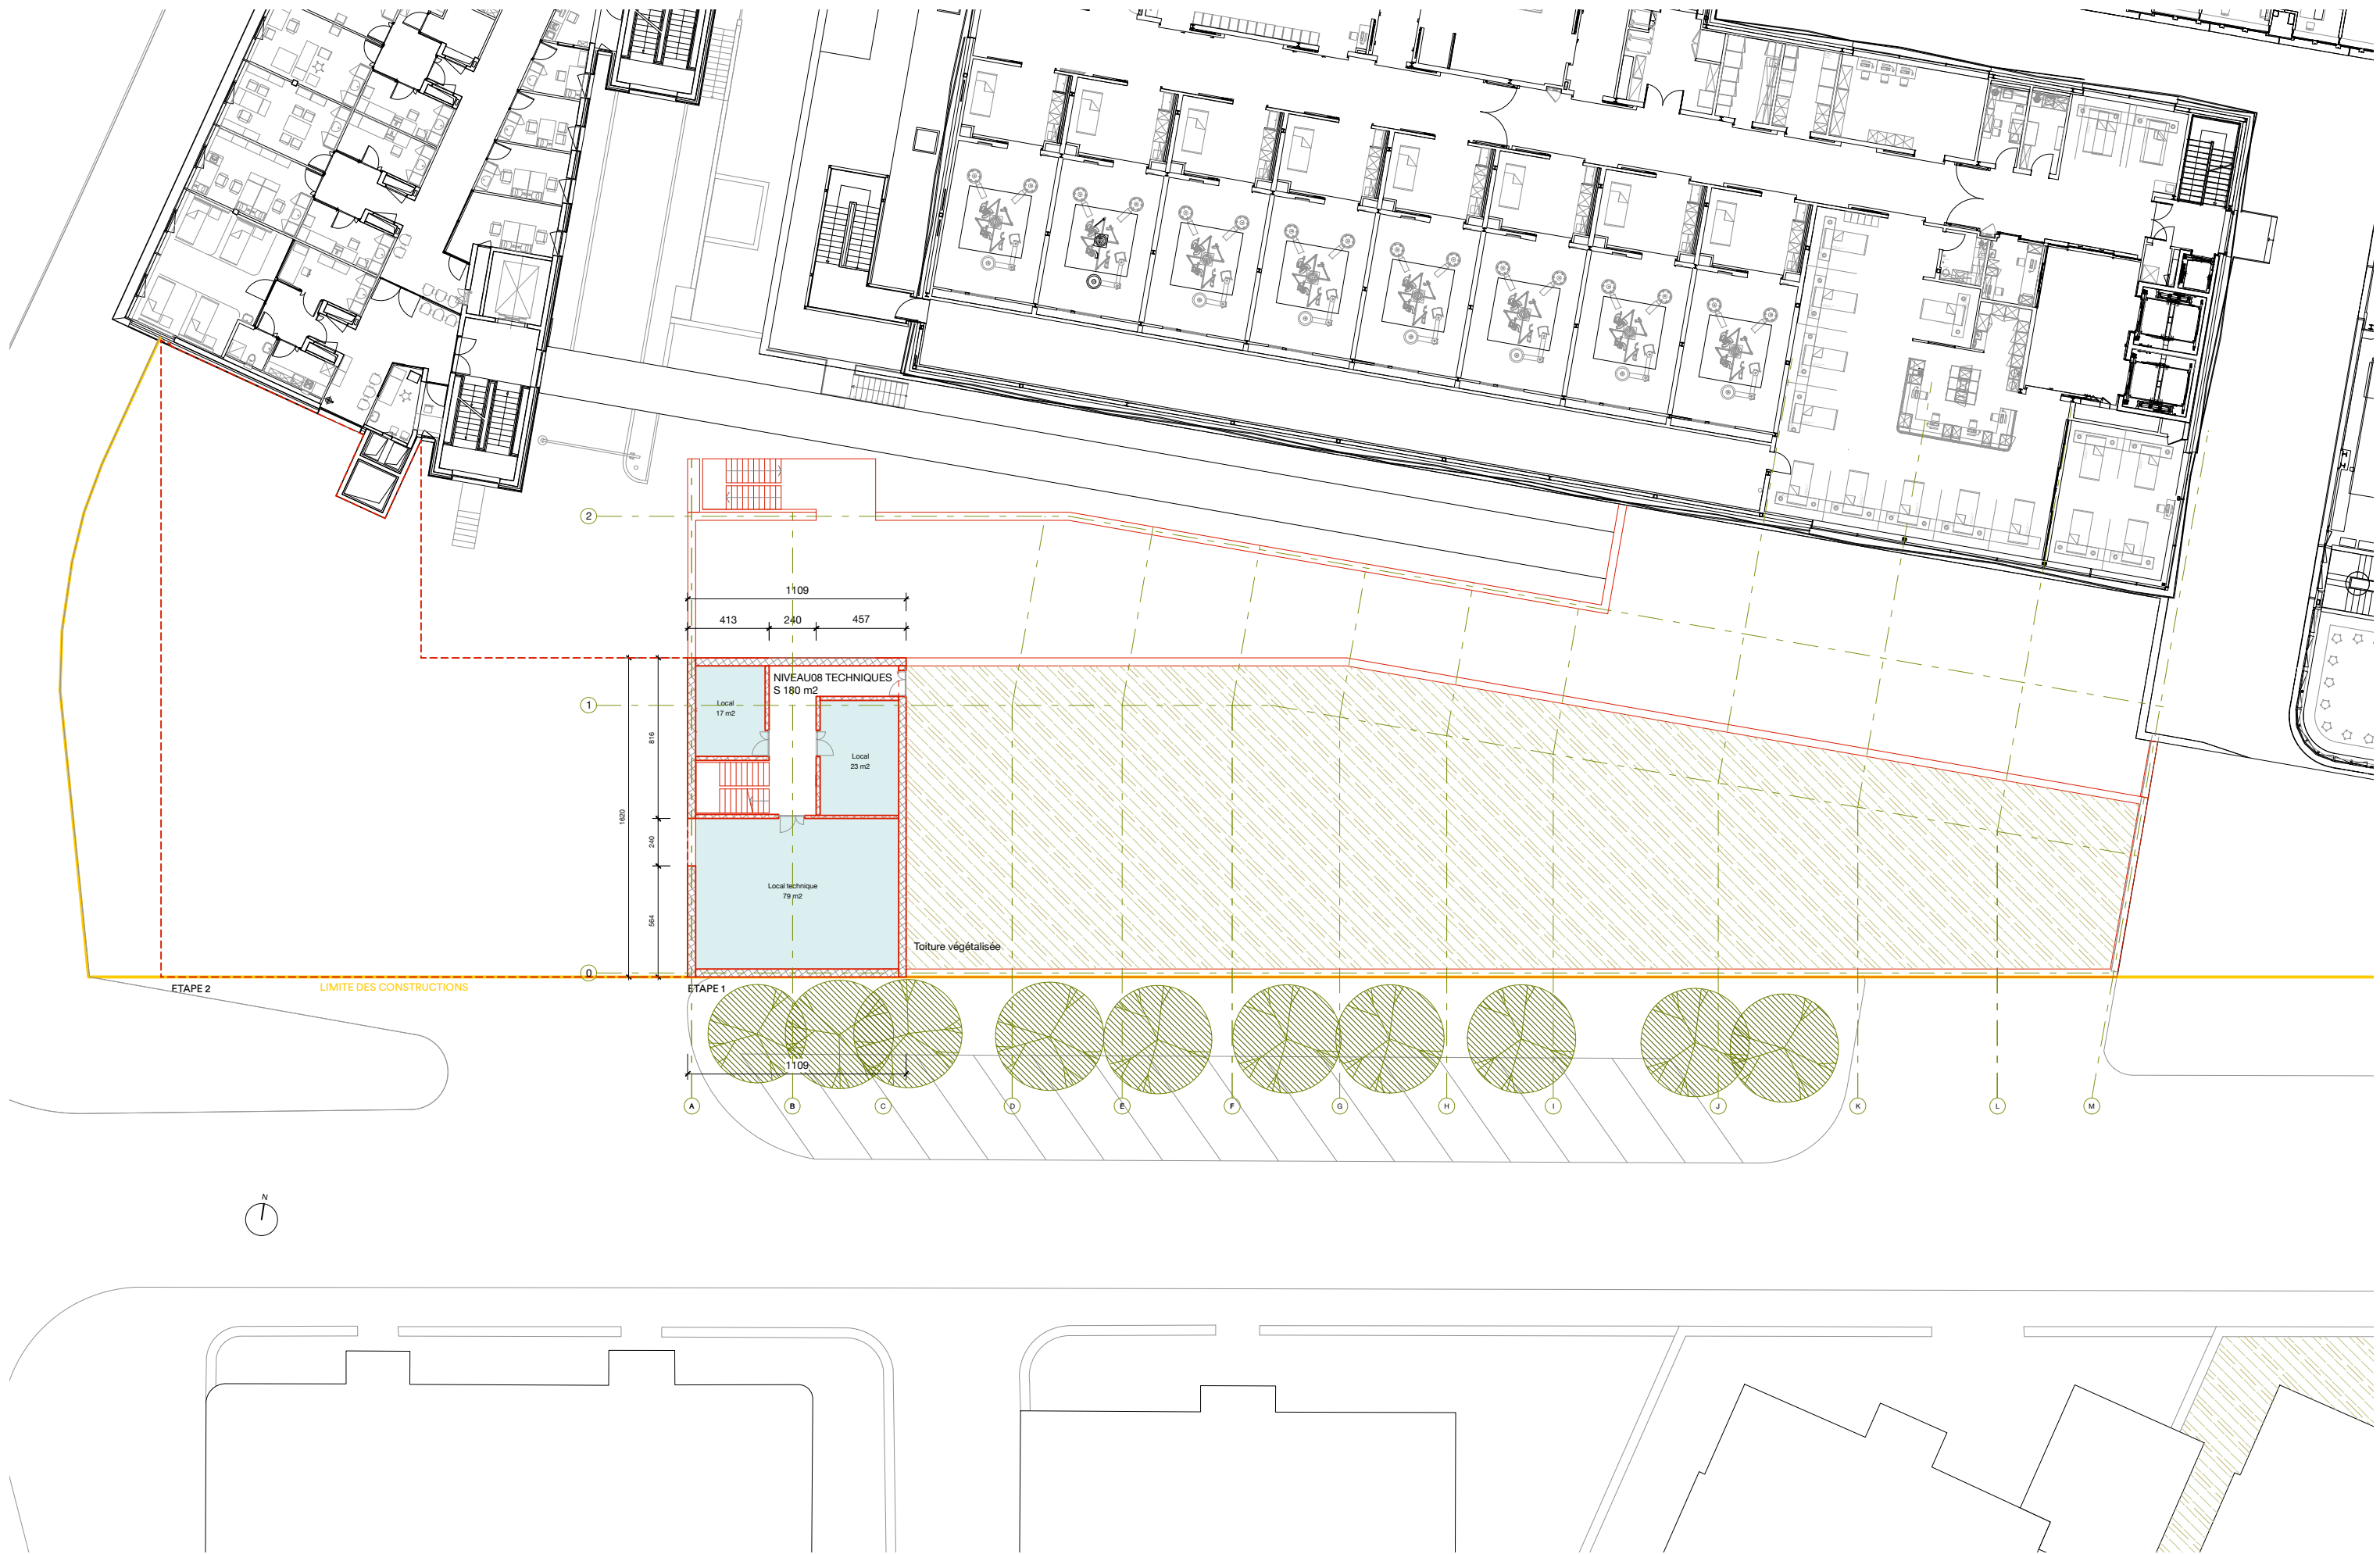 2
1109
413
240
457
NIVEAU08 TECHNIQUES
S 180 m2
Local
17 m2
1
816
Local
23 m2
1620
240
Local technique
79 m2
564
Toiture végétalisée
0
ETAPE 2
LIMITE DES CONSTRUCTIONS
ETAPE 1
1109
A
B
C
D
E
F
G
H
I
J
K
L
M
N